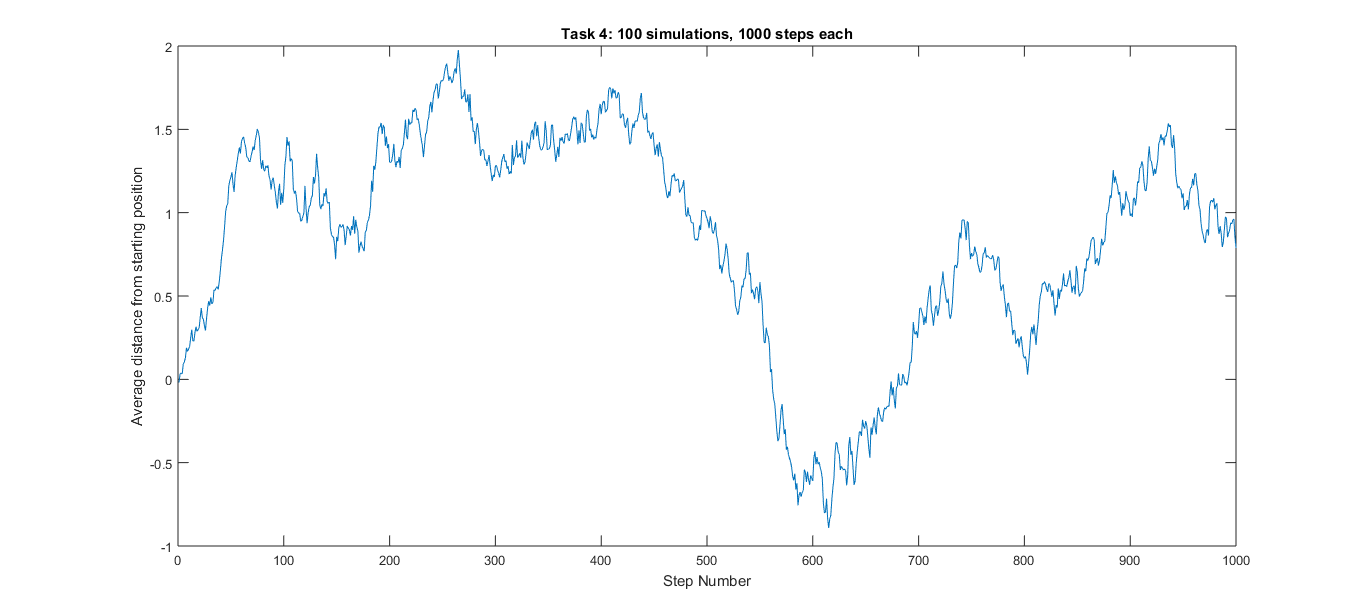 Task 4: 100 simulations, 1000 steps each
Average distance from starting position
2
1.5
1
0.5
0
-0.5
-1
0 100 200 300 400 500 600 700 800 900 1000
Step Number